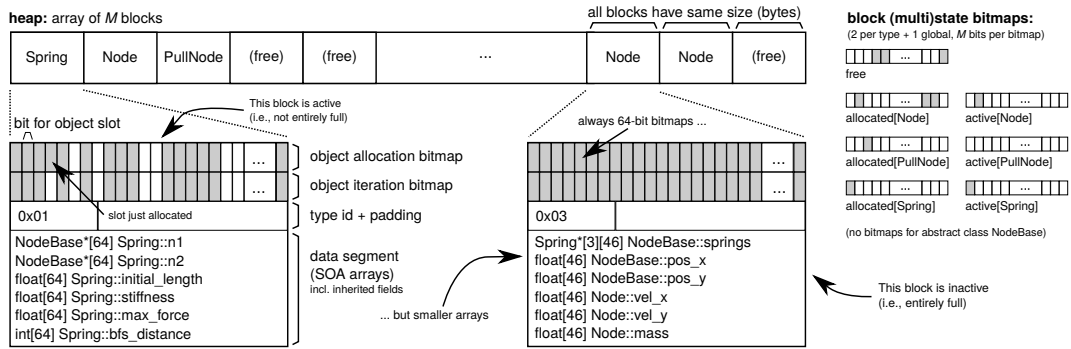 heap: array of M blocks
all blocks have same size (bytes)
Spring
Node
PullNode
(free)
(free)
...
Node
Node
(free)
block (multi)state bitmaps:
(2 per type + 1 global, M bits per bitmap)
...
free
...
allocated[Node]
...
active[Node]
...
allocated[PullNode]
...
active[PullNode]
...
allocated[Spring]
...
active[Spring]
(no bitmaps for abstract class NodeBase)
bit for object slot
This block is active
(i.e., not entirely full)
...
object allocation bitmap
...
object iteration bitmap
slot just allocated
0x01
type id + padding
NodeBase*[64] Spring::n1
NodeBase*[64] Spring::n2
float[64] Spring::initial_length
float[64] Spring::stiffness
float[64] Spring::max_force
int[64] Spring::bfs_distance
data segment
(SOA arrays)
incl. inherited fields
always 64-bit bitmaps ...
...
...
0x03
Spring*[3][46] NodeBase::springs
float[46] NodeBase::pos_x
float[46] NodeBase::pos_y
float[46] Node::vel_x
float[46] Node::vel_y
float[46] Node::mass
... but smaller arrays
This block is inactive
(i.e., entirely full)